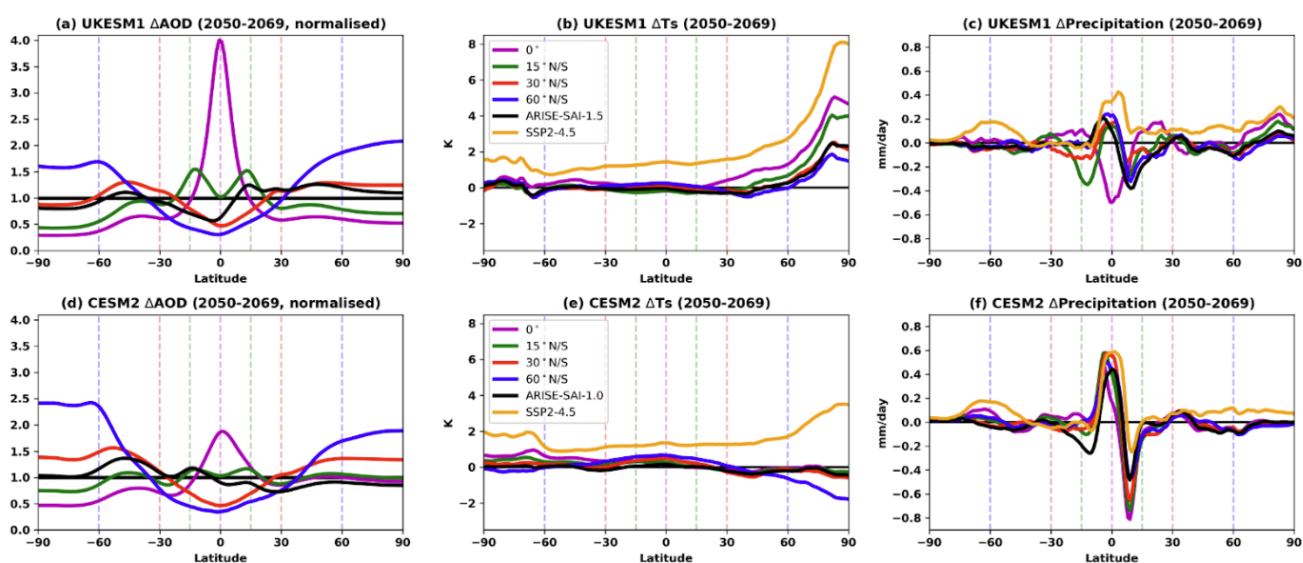 (a) UKESM1 ΔAOD (2050-2069, normalised)
4.0
3.5
3.0
2.5
2.0
1.5
1.0
0.5
0.0
−90 −60 −30 0 30 60 90
Latitude
(b) UKESM1 ΔTs (2050-2069)
K
8
6
4
2
0
−2
0°
15°N/S
30°N/S
60°N/S
ARISE-SAI-1.5
SSP2-4.5
−90 −60 −30 0 30 60 90
Latitude
(c) UKESM1 ΔPrecipitation (2050-2069)
mm/day
0.8
0.6
0.4
0.2
0.0
−0.2
−0.4
−0.6
−0.8
−90 −60 −30 0 30 60 90
Latitude
(d) CESM2 ΔAOD (2050-2069, normalised)
4.0
3.5
3.0
2.5
2.0
1.5
1.0
0.5
0.0
−90 −60 −30 0 30 60 90
Latitude
(e) CESM2 ΔTs (2050-2069)
K
8
6
4
2
0
−2
0°
15°N/S
30°N/S
60°N/S
ARISE-SAI-1.0
SSP2-4.5
−90 −60 −30 0 30 60 90
Latitude
(f) CESM2 ΔPrecipitation (2050-2069)
mm/day
0.8
0.6
0.4
0.2
0.0
−0.2
−0.4
−0.6
−0.8
−90 −60 −30 0 30 60 90
Latitude